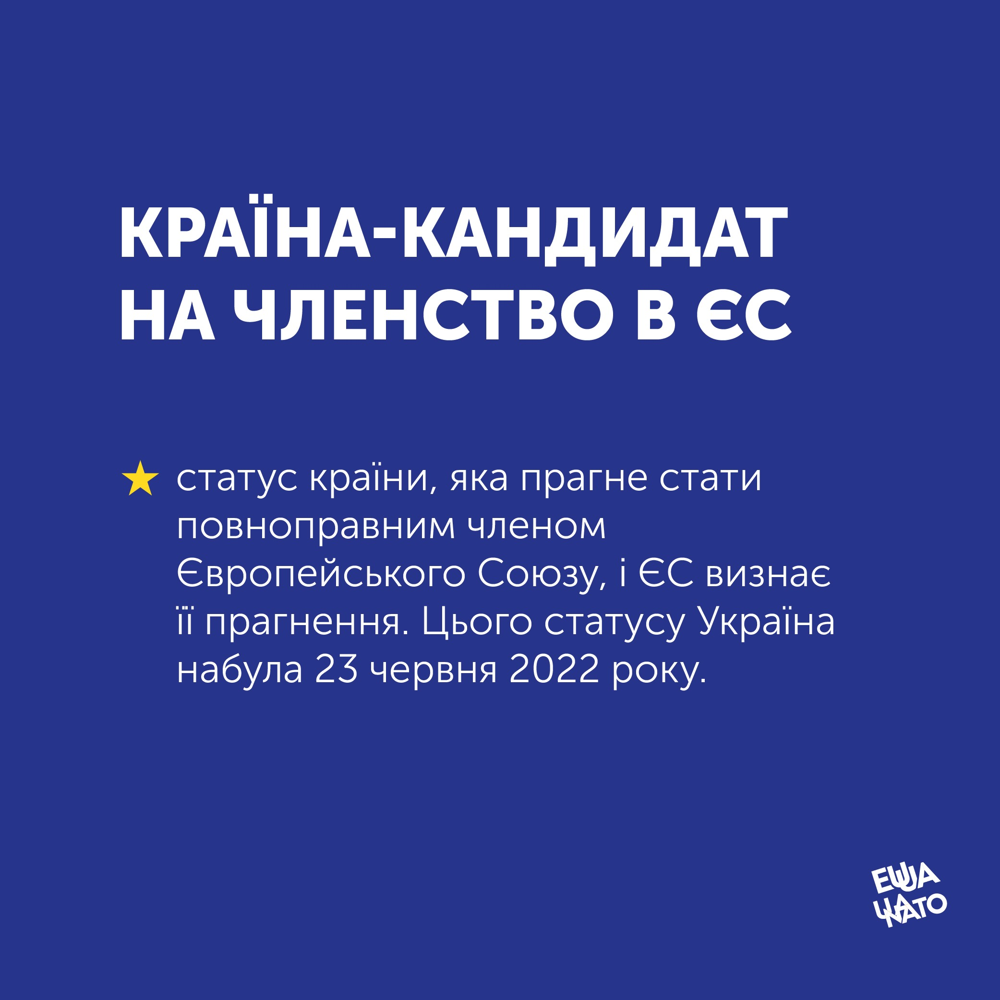 КРАЇНА-КАНДИДАТ
НА ЧЛЕНСТВО В ЄС
статус країни, яка прагне стати
повноправним членом
Європейського Союзу, і ЄС визнає
її прагнення. Цього статусу Україна
набула 23 червня 2022 року.